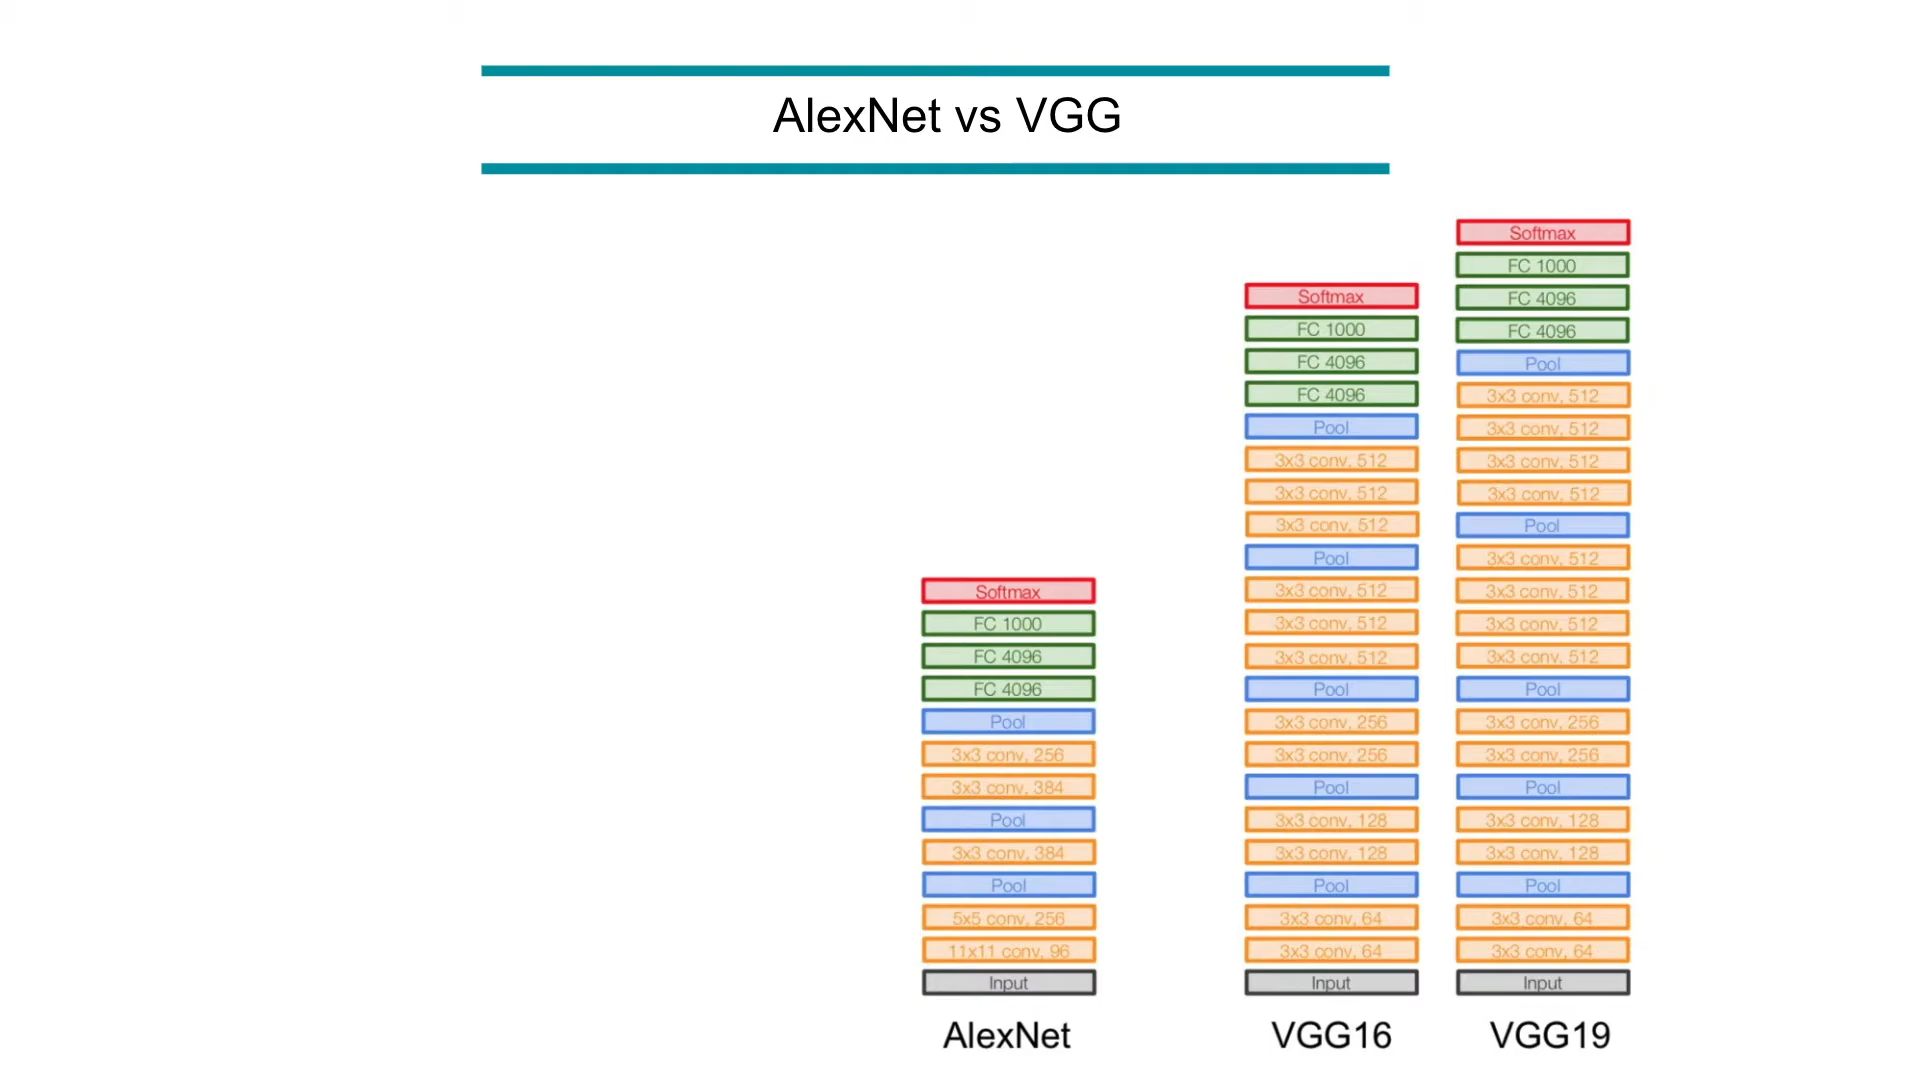 AlexNet vs VGG
Softmax
FC 1000
FC 4096
FC 4096
Pool
3x3 conv, 256
3x3 conv, 384
Pool
3x3 conv, 384
Pool
5x5 conv, 256
11x11 conv, 96
Input
AlexNet
Softmax
FC 1000
FC 4096
FC 4096
Pool
3x3 conv, 512
3x3 conv, 512
3x3 conv, 512
Pool
3x3 conv, 512
3x3 conv, 512
3x3 conv, 512
Pool
3x3 conv, 256
3x3 conv, 256
Pool
3x3 conv, 128
3x3 conv, 128
Pool
3x3 conv, 64
3x3 conv, 64
Input
VGG16
Softmax
FC 1000
FC 4096
FC 4096
Pool
3x3 conv, 512
3x3 conv, 512
3x3 conv, 512
3x3 conv, 512
Pool
3x3 conv, 512
3x3 conv, 512
3x3 conv, 512
3x3 conv, 512
Pool
3x3 conv, 256
3x3 conv, 256
Pool
3x3 conv, 128
3x3 conv, 128
Pool
3x3 conv, 64
3x3 conv, 64
Input
VGG19